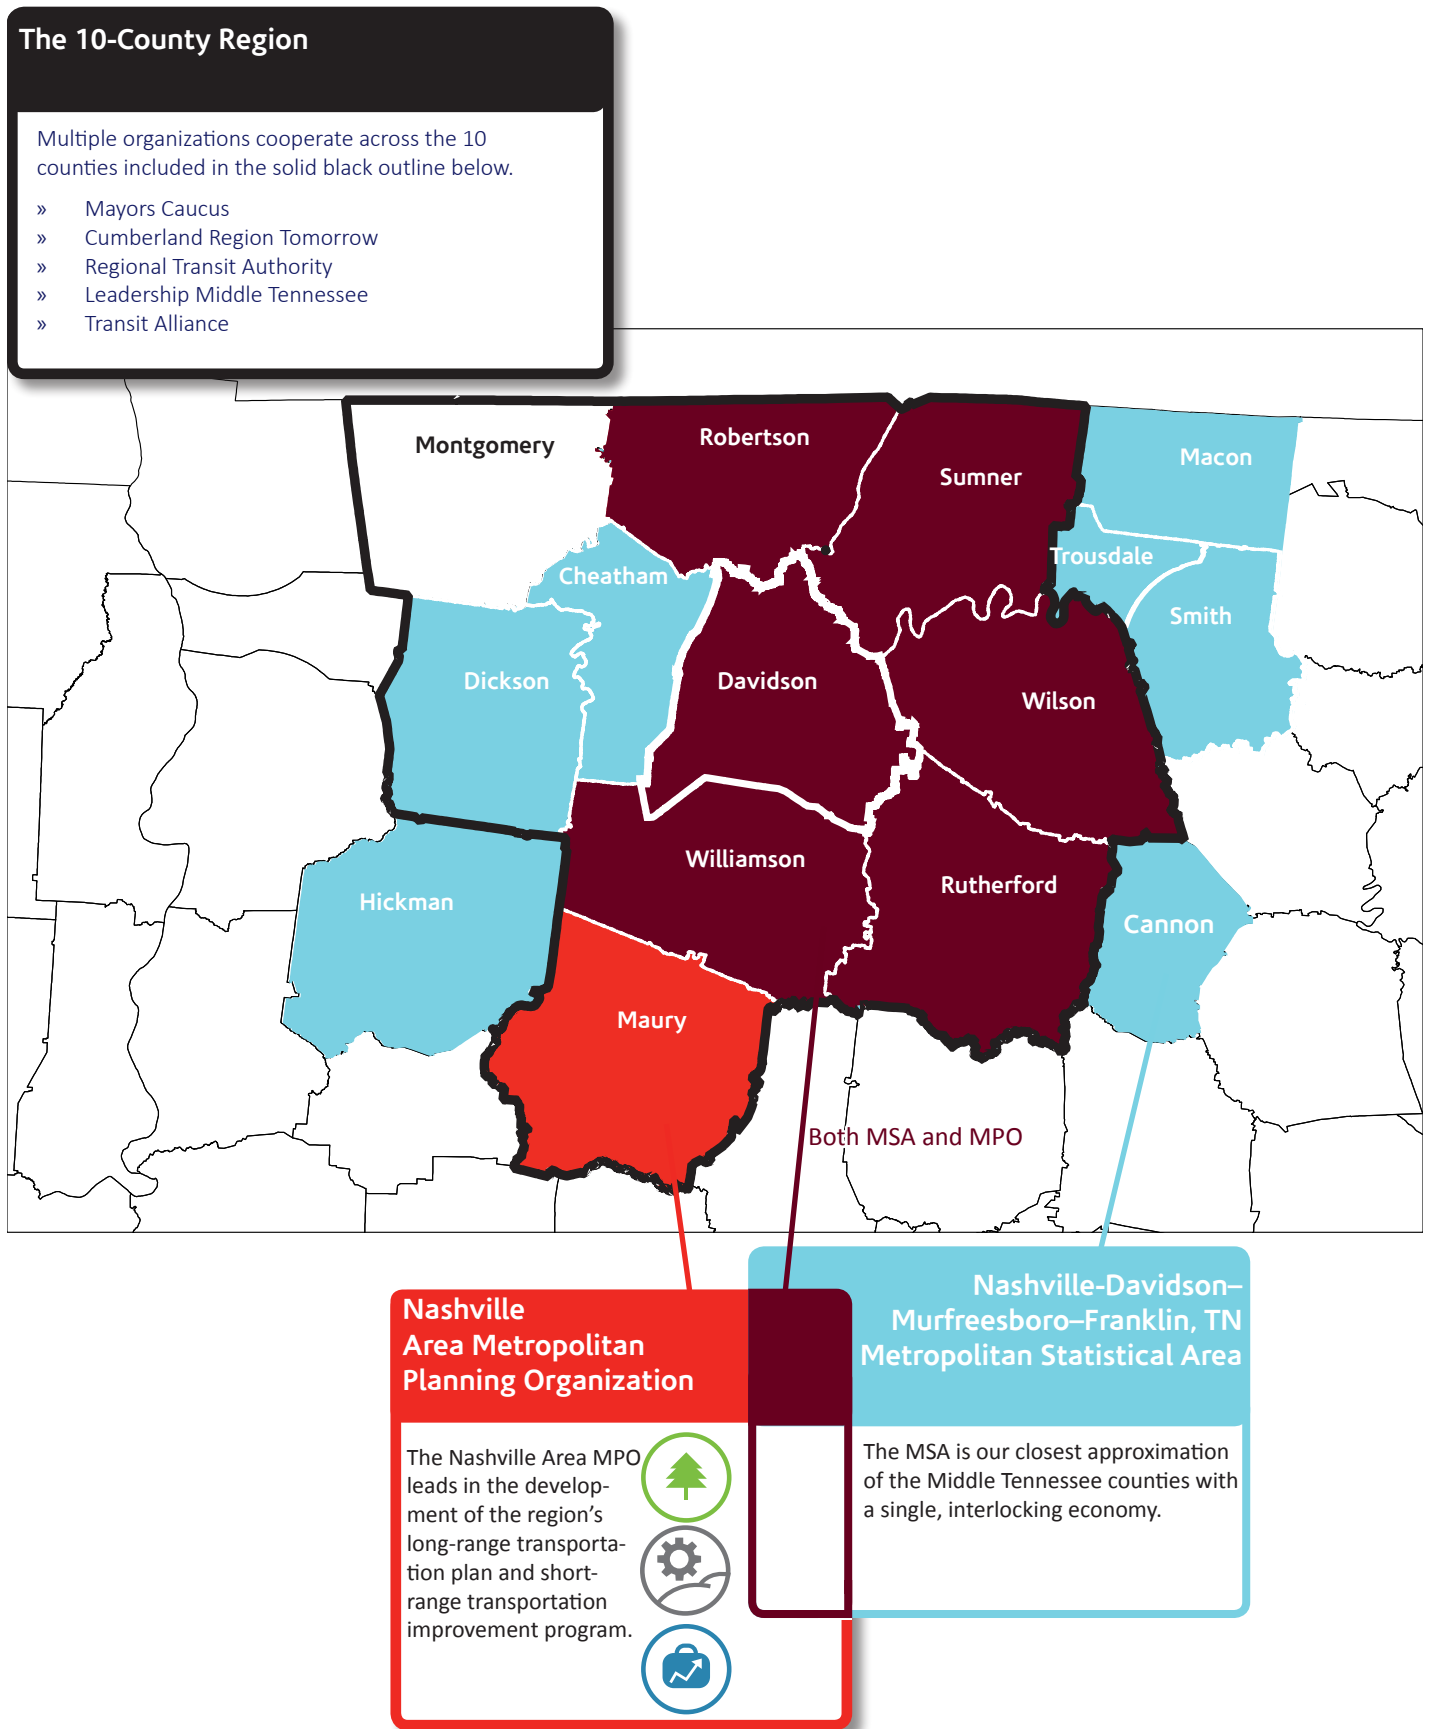 The 10-County Region
Multiple organizations cooperate across the 10
counties included in the solid black outline below.
» Mayors Caucus
» Cumberland Region Tomorrow
» Regional Transit Authority
» Leadership Middle Tennessee
» Transit Alliance
Montgomery
Robertson
Sumner
Macon
Trousdale
Cheatham
Smith
Dickson
Davidson
Wilson
Williamson
Rutherford
Hickman
Cannon
Maury
Both MSA and MPO
Nashville
Area Metropolitan
Planning Organization
The Nashville Area MPO
leads in the develop-
ment of the region’s
long-range transporta-
tion plan and short-
range transportation
improvement program.
Nashville-Davidson–
Murfreesboro–Franklin, TN
Metropolitan Statistical Area
The MSA is our closest approximation
of the Middle Tennessee counties with
a single, interlocking economy.